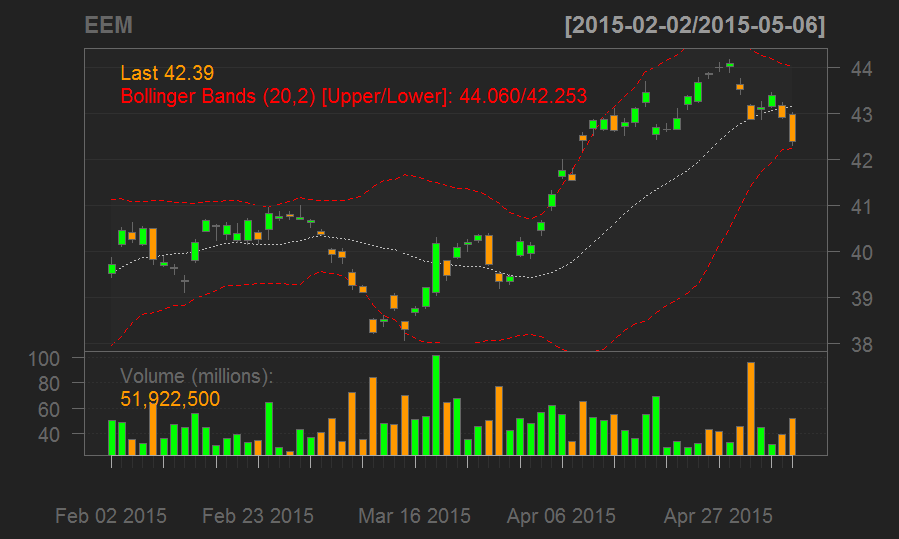 EEM [2015-02-02/2015-05-06]
Last 42.39
Bollinger Bands (20,2) [Upper/Lower]: 44.060/42.253
44
43
42
41
40
39
38
Volume (millions):
51,922,500
100
80
60
40
Feb 02 2015 Feb 23 2015 Mar 16 2015 Apr 06 2015 Apr 27 2015